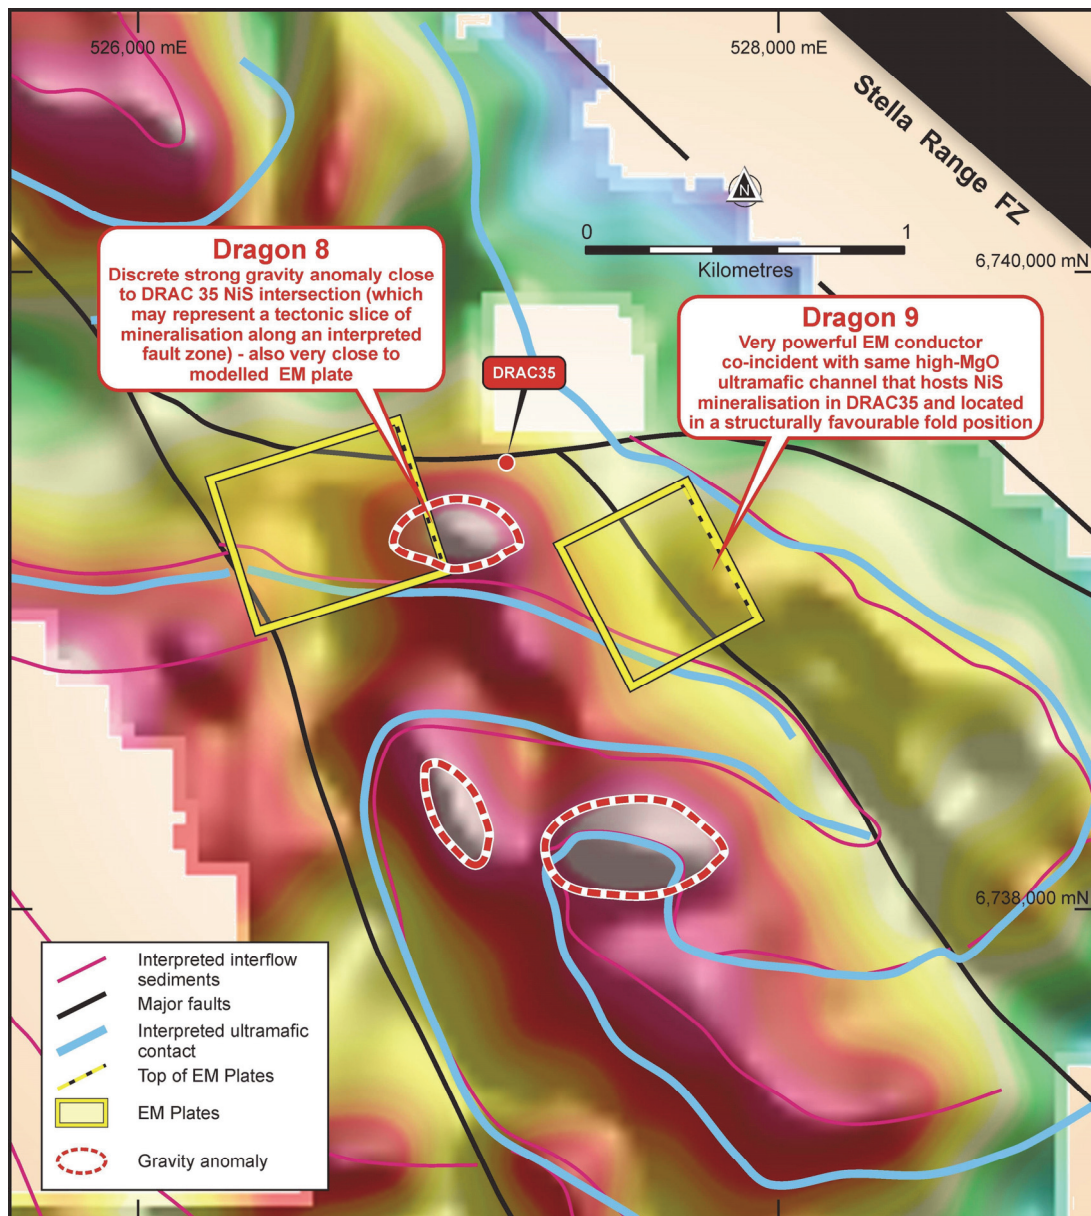 526,000 mE
528,000 mE
Stella Range FZ
N
0
1
Kilometres
6,740,000 mN
Dragon 8
Discrete strong gravity anomaly close
to DRAC 35 NiS intersection (which
may represent a tectonic slice of
mineralisation along an interpreted
fault zone) - also very close to
modelled EM plate
Dragon 9
Very powerful EM conductor
co-incident with same high-MgO
ultramafic channel that hosts NiS
mineralisation in DRAC35 and located
in a structurally favourable fold position
DRAC35
6,738,000 mN
Interpreted interflow
sediments
Major faults
Interpreted ultramafic
contact
Top of EM Plates
EM Plates
Gravity anomaly